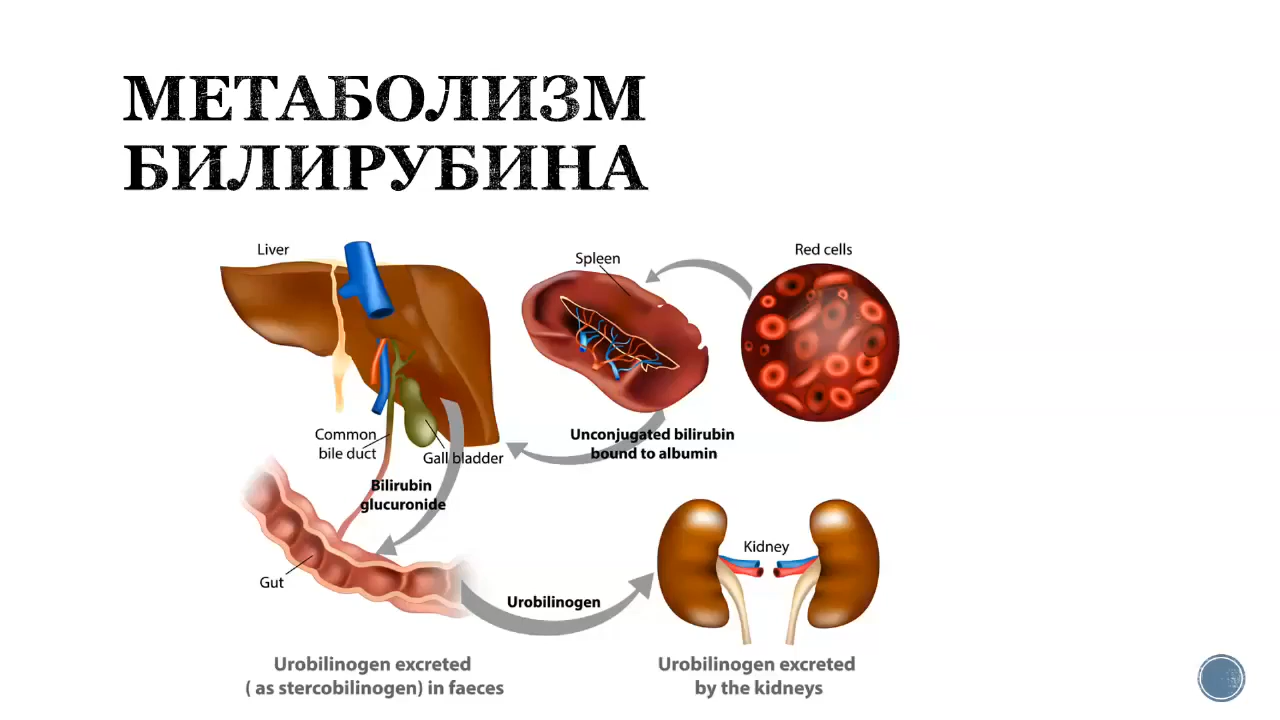 МЕТАБОЛИЗМ
БИЛИРУБИНА
Liver
Spleen
Red cells
Common
bile duct
Gall bladder
Unconjugated bilirubin
bound to albumin
Bilirubin
glucuronide
Gut
Kidney
Urobilinogen
Urobilinogen excreted
( as stercobilinogen) in faeces
Urobilinogen excreted
by the kidneys